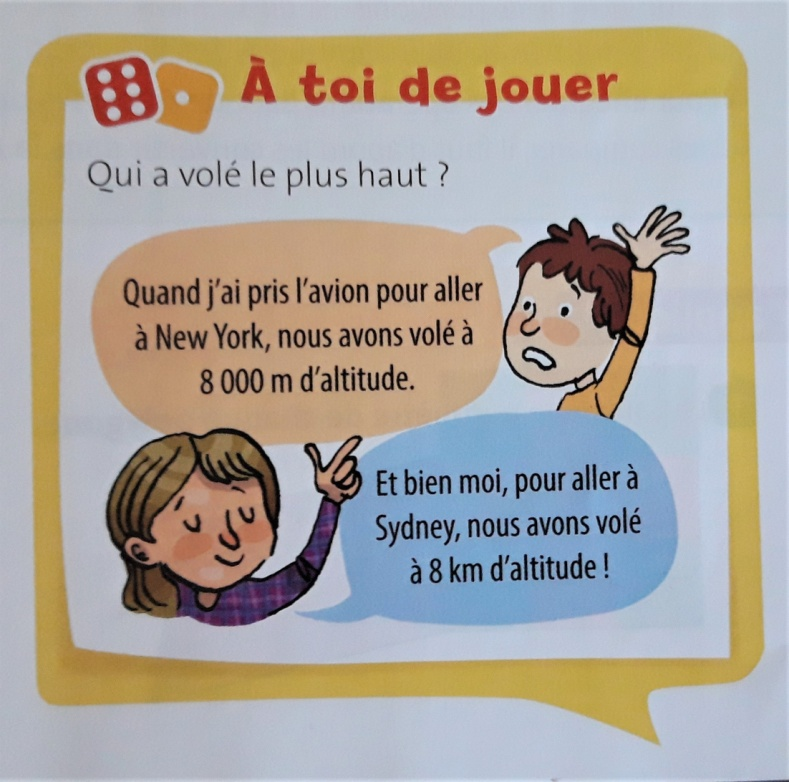 À toi de jouer
Qui a volé le plus haut ?
Quand j'ai pris l'avion pour aller
à New York, nous avons volé à
8 000 m d'altitude.
Et bien moi, pour aller à
Sydney, nous avons volé
à 8 km d'altitude !